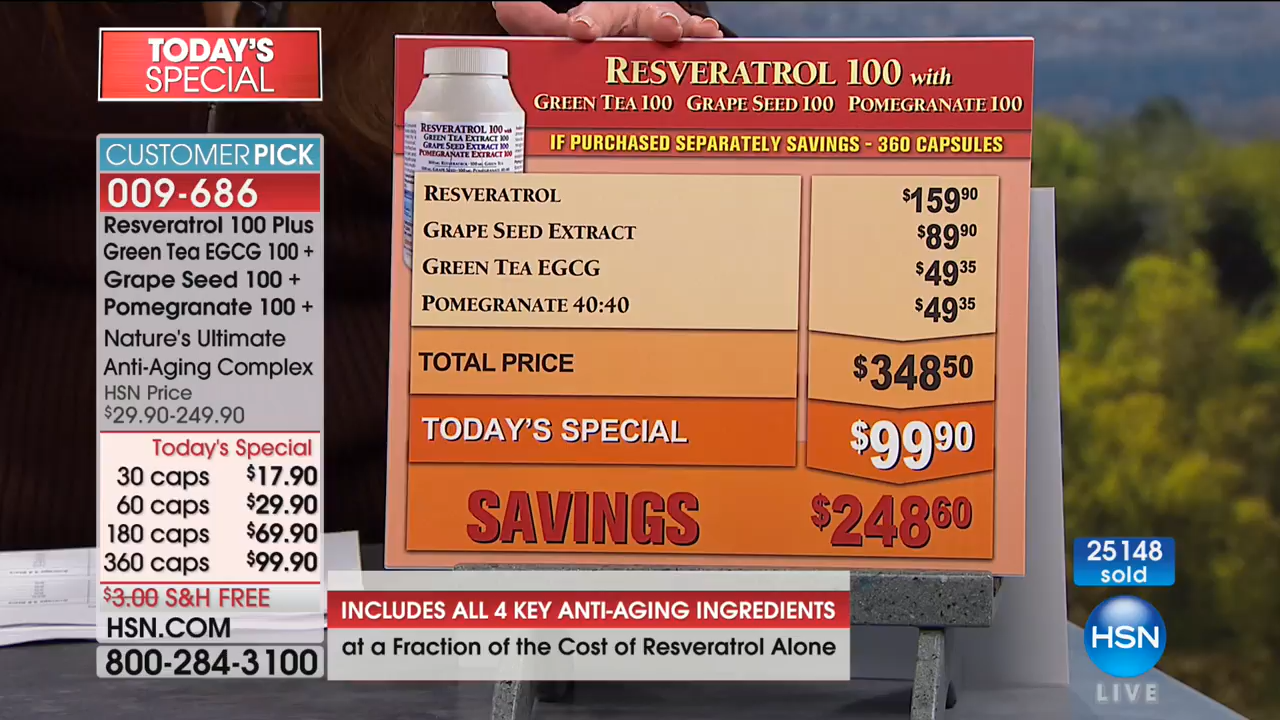 TODAY'S
SPECIAL
CUSTOMER PICK
009-686
Resveratrol 100 Plus
Green Tea EGCG 100 +
Grape Seed 100 +
Pomegranate 100 +
Nature's Ultimate
Anti-Aging Complex
HSN Price
$29.90-249.90
Today's Special
30 caps $17.90
60 caps $29.90
180 caps $69.90
360 caps $99.90
$3.00 S&H FREE
HSN.COM
800-284-3100
RESVERATROL 100 with
GREEN TEA 100 GRAPE SEED 100 POMEGRANATE 100
IF PURCHASED SEPARATELY SAVINGS - 360 CAPSULES
RESVERATROL 100 with
GREEN TEA EXTRACT 100
GRAPE SEED EXTRACT 100
POMEGRANATE EXTRACT 100
RESVERATROL $159.90
GRAPE SEED EXTRACT $89.90
GREEN TEA EGCG $49.35
POMEGRANATE 40:40 $49.35
TOTAL PRICE $348.50
TODAY'S SPECIAL $99.90
SAVINGS $248.60
INCLUDES ALL 4 KEY ANTI-AGING INGREDIENTS
at a Fraction of the Cost of Resveratrol Alone
25148
sold
HSN
LIVE